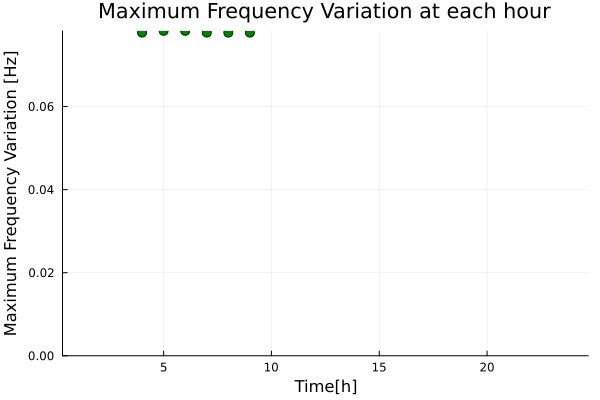 Maximum Frequency Variation at each hour
Maximum Frequency Variation [Hz]
0.06
0.04
0.02
0.00
5
10
15
20
Time[h]